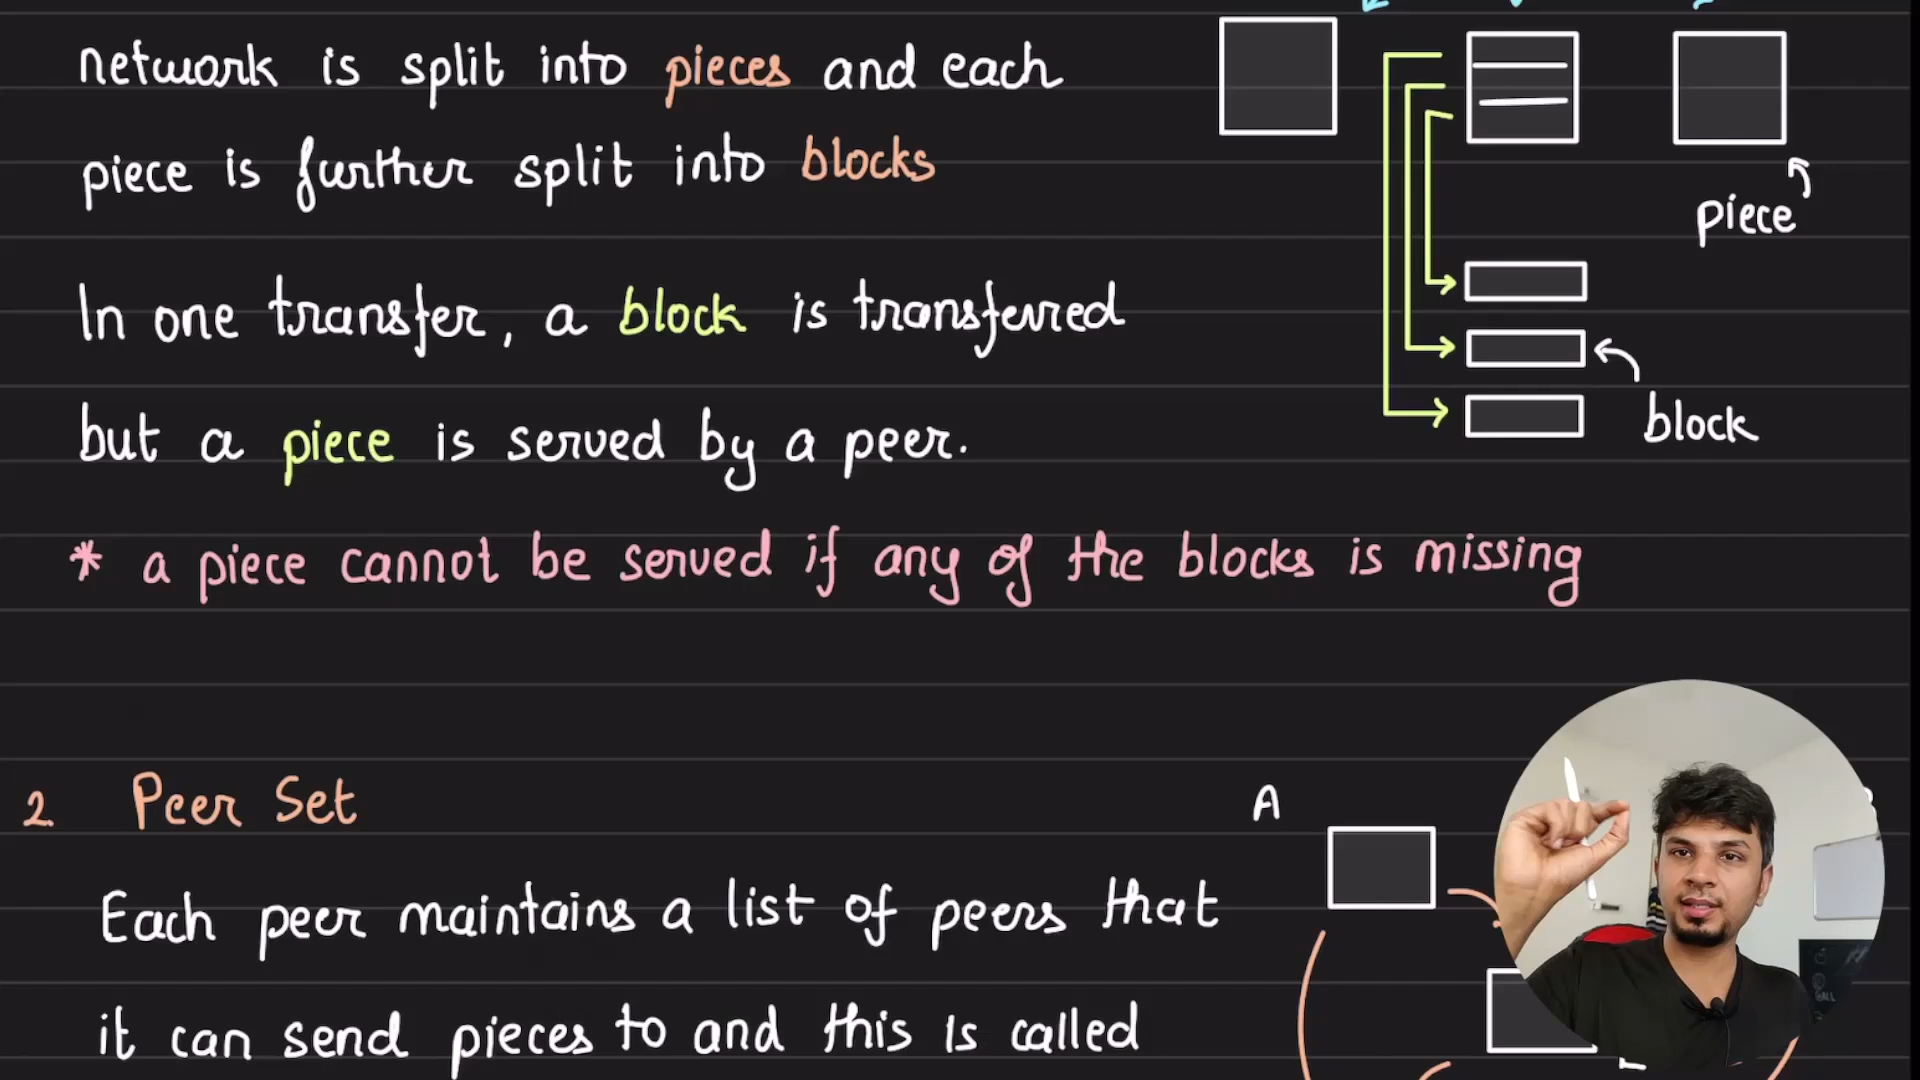 network is split into pieces and each
piece is further split into blocks
piece
In one transfer, a block is transferred
block
but a piece is served by a peer.
* a piece cannot be served if any of the blocks is missing
2. Peer Set
A
Each peer maintains a list of peers that
it can send pieces to and this is called